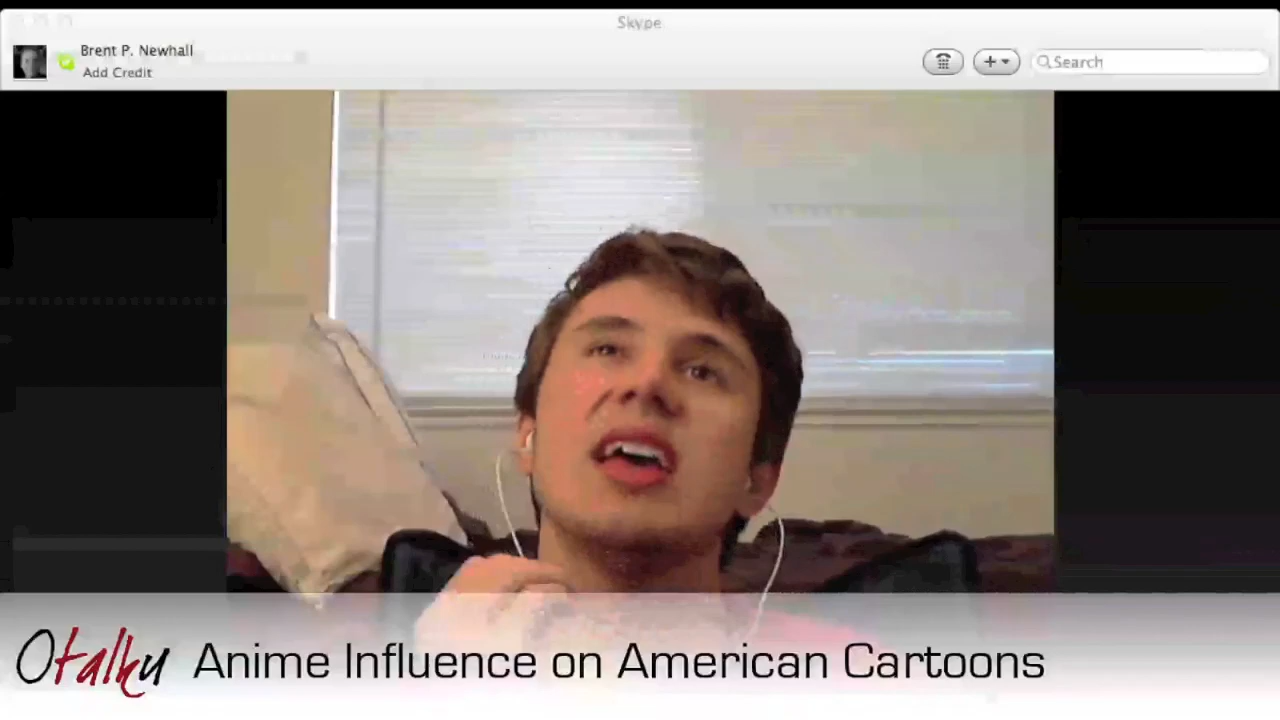 Skype
Brent P. Newhall
Add Credit
Search
Otalku Anime Influence on American Cartoons